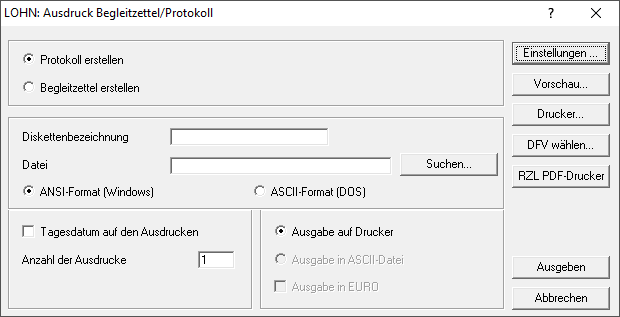 LOHN: Ausdruck Begleitzettel/Protokoll
Protokoll erstellen
Begleitzettel erstellen
Diskettenbezeichnung
Datei
Suchen...
ANSI-Format (Windows)
ASCII-Format (DOS)
Tagesdatum auf den Ausdrucken
Anzahl der Ausdrucke
1
Ausgabe auf Drucker
Ausgabe in ASCII-Datei
Ausgabe in EURO
Einstellungen ...
Vorschau...
Drucker...
DFV wählen...
RZL PDF-Drucker
Ausgeben
Abbrechen